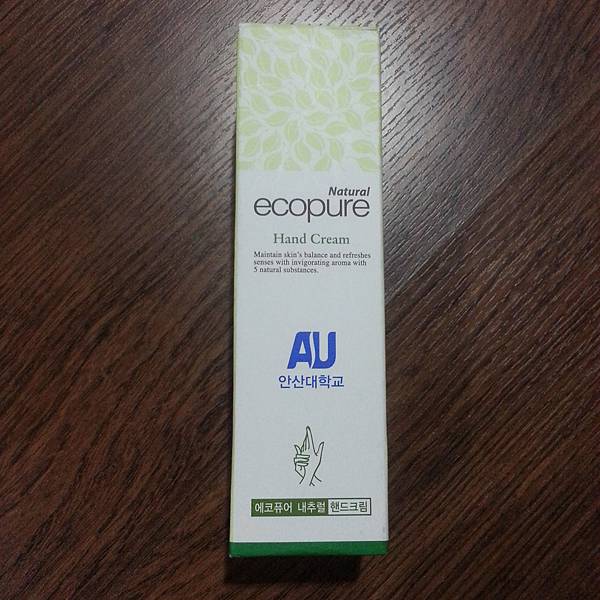 Natural
ecopure
Hand Cream
Maintain skin's balance and refreshes
senses with invigorating aroma with
5 natural substances.
AU
안산대학교
에코퓨어 내추럴 핸드크림